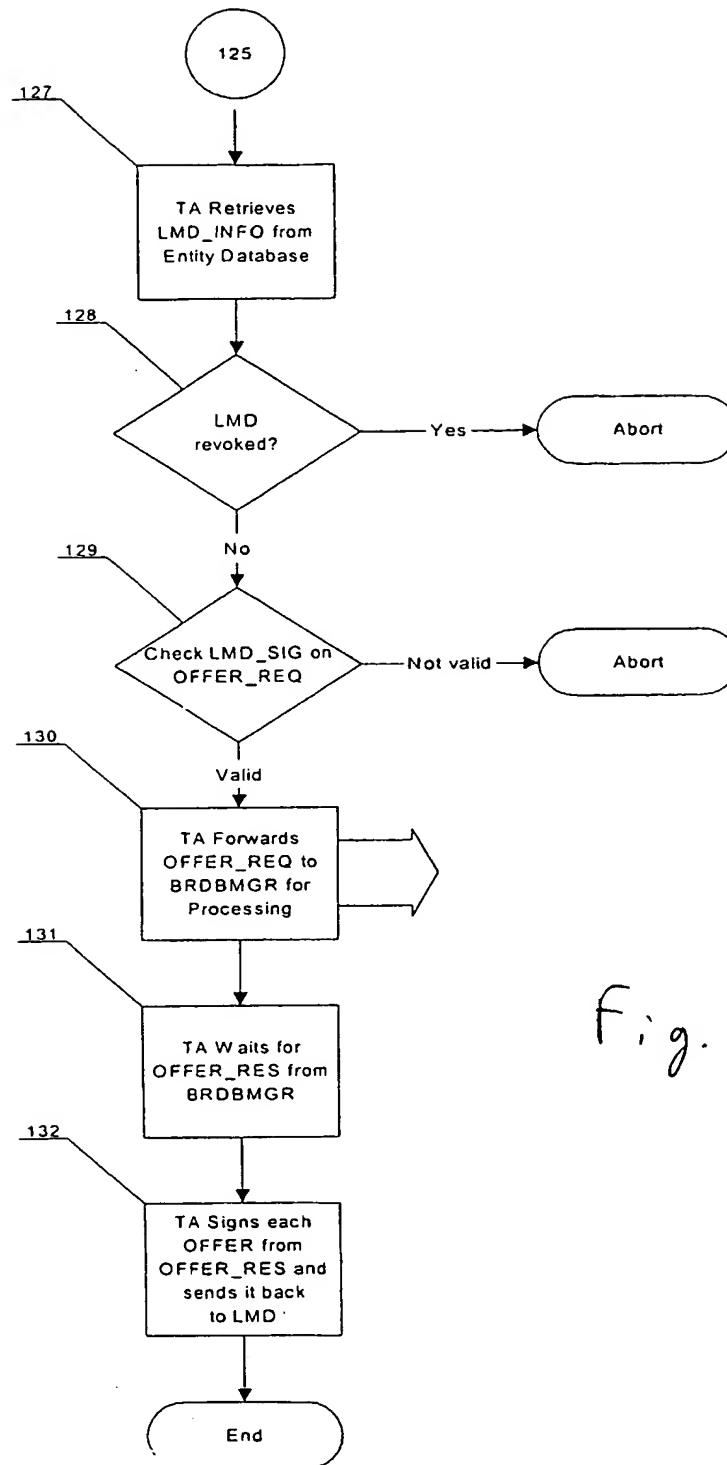 125
127
TA Retrieves
LMD_INFO from
Entity Database
128
LMD
revoked?
Yes
Abort
No
129
Check LMD_SIG on
OFFER_REQ
Not valid
Abort
Valid
130
TA Forwards
OFFER_REQ to
BRDBMGR for
Processing
131
TA Waits for
OFFER_RES from
BRDBMGR
Fig.
132
TA Signs each
OFFER from
OFFER_RES and
sends it back
to LMD
End